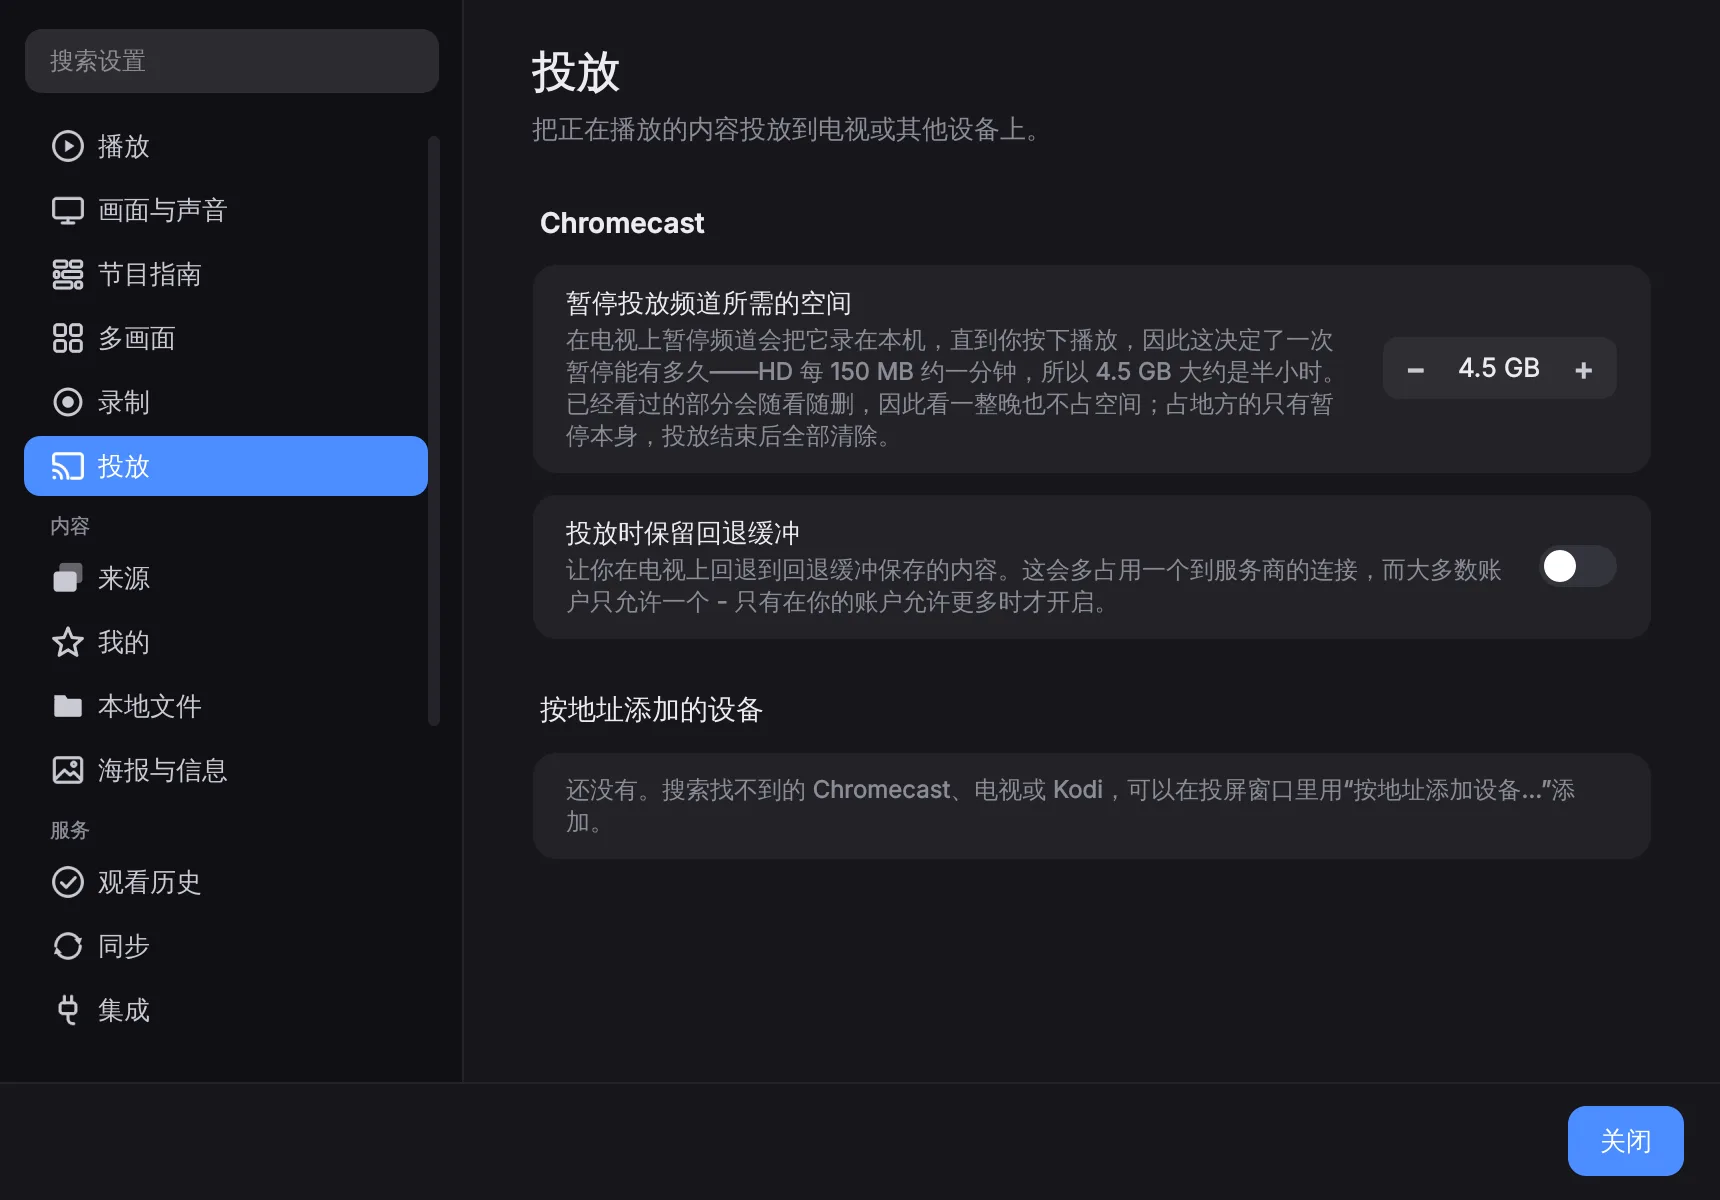 搜索设置
播放
画面与声音
节目指南
多画面
录制
投放
内容
来源
我的
本地文件
海报与信息
服务
观看历史
同步
集成
投放
把正在播放的内容投放到电视或其他设备上。
Chromecast
暂停投放频道所需的空间
在电视上暂停频道会把它录在本机，直到你按下播放，因此这决定了一次
暂停能有多久——HD 每 150 MB 约一分钟，所以 4.5 GB 大约是半小时。
已经看过的部分会随看随删，因此看一整晚也不占空间；占地方的只有暂
停本身，投放结束后全部清除。
− 4.5 GB +
投放时保留回退缓冲
让你在电视上回退到回退缓冲保存的内容。这会多占用一个到服务商的连接，而大多数账
户只允许一个 - 只有在你的账户允许更多时才开启。
按地址添加的设备
还没有。搜索找不到的 Chromecast、电视或 Kodi，可以在投屏窗口里用“按地址添加设备...”添
加。
关闭